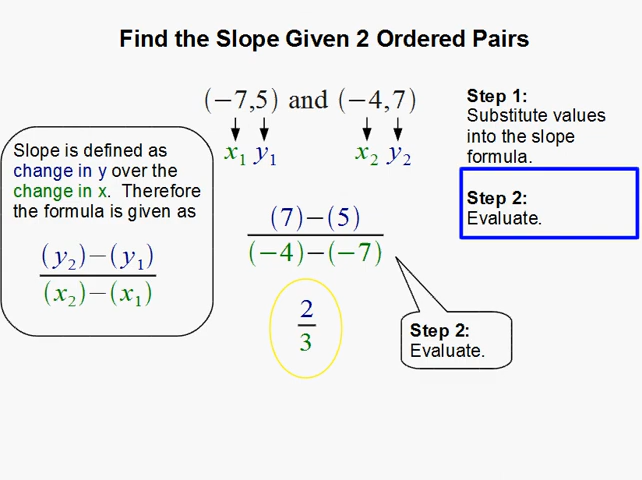 Find the Slope Given 2 Ordered Pairs
(−7,5) and (−4,7)
x₁ y₁ x₂ y₂
Slope is defined as
change in y over the
change in x. Therefore
the formula is given as
(y₂)−(y₁)
(x₂)−(x₁)
(7)−(5)
(−4)−(−7)
2
3
Step 1:
Substitute values
into the slope
formula.
Step 2:
Evaluate.
Step 2:
Evaluate.